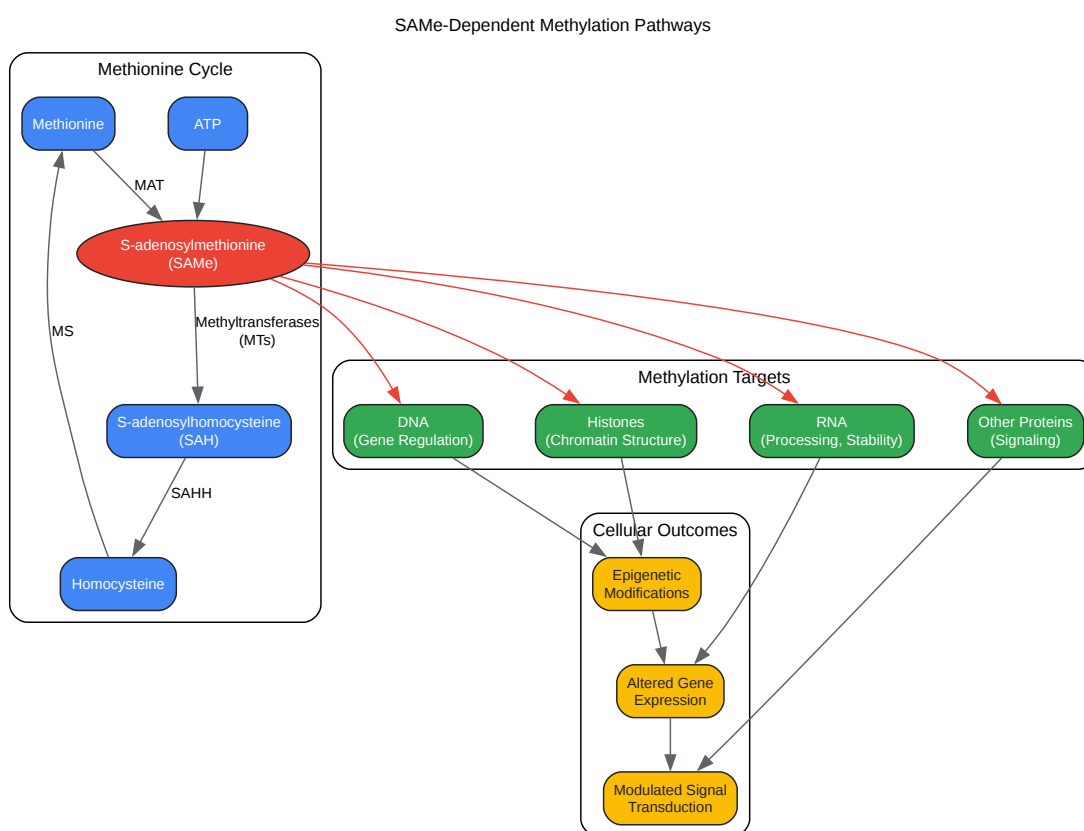 SAMe-Dependent Methylation Pathways
Methionine Cycle
Methionine
ATP
MAT
S-adenosylmethionine
(SAMe)
MS
Methyltransferases
(MTs)
Methylation Targets
S-adenosylhomocysteine
(SAH)
DNA
(Gene Regulation)
Histones
(Chromatin Structure)
RNA
(Processing, Stability)
Other Proteins
(Signaling)
SAHH
Homocysteine
Cellular Outcomes
Epigenetic
Modifications
Altered Gene
Expression
Modulated Signal
Transduction